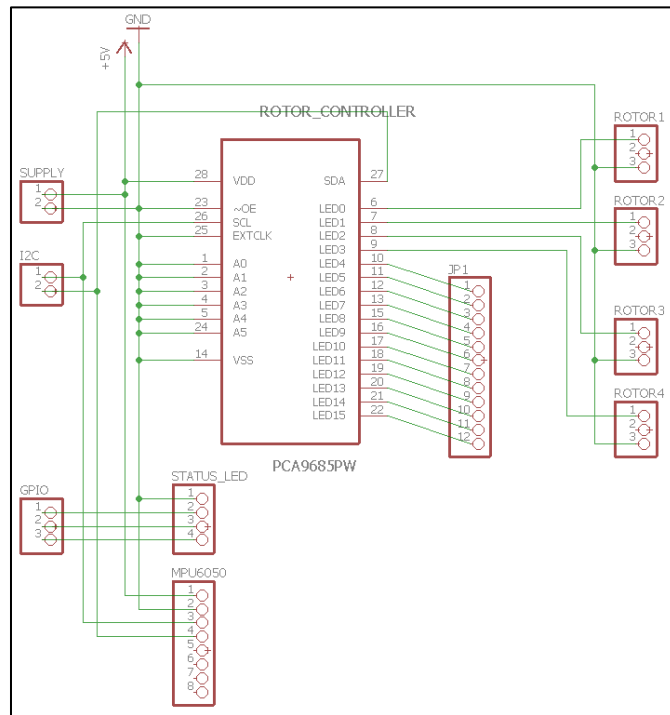 GND
+5V
ROTOR_CONTROLLER
28 VDD SDA 27
23 ~OE LED0 6
26 SCL LED1 7
25 EXTCLK LED2 8
LED3 9
1 A0 LED4 10
2 A1 LED5 11
3 A2 LED6 12
4 A3 LED7 13
5 A4 LED8 15
24 A5 LED9 16
LED10 17
14 VSS LED11 18
LED12 19
LED13 20
LED14 21
LED15 22
PCA9685PW
SUPPLY
1
2
I2C
1
2
GPIO
1
2
3
STATUS_LED
1
2
3
4
MPU6050
1
2
3
4
5
6
7
8
JP1
1
2
3
4
5
6
7
8
9
10
11
12
ROTOR1
1
2
3
ROTOR2
1
2
3
ROTOR3
1
2
3
ROTOR4
1
2
3